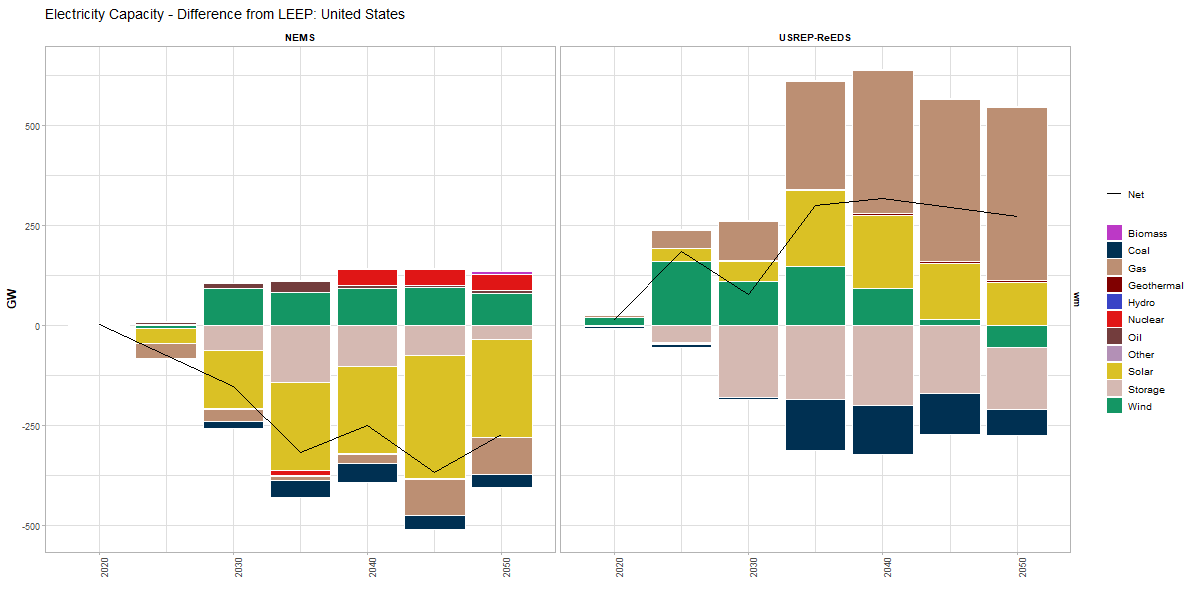 Electricity Capacity - Difference from LEEP: United States
NEMS
USREP-ReEDS
GW
500
250
0
-250
-500
2020
2030
2040
2050
2020
2030
2040
2050
wm
Net
Biomass
Coal
Gas
Geothermal
Hydro
Nuclear
Oil
Other
Solar
Storage
Wind